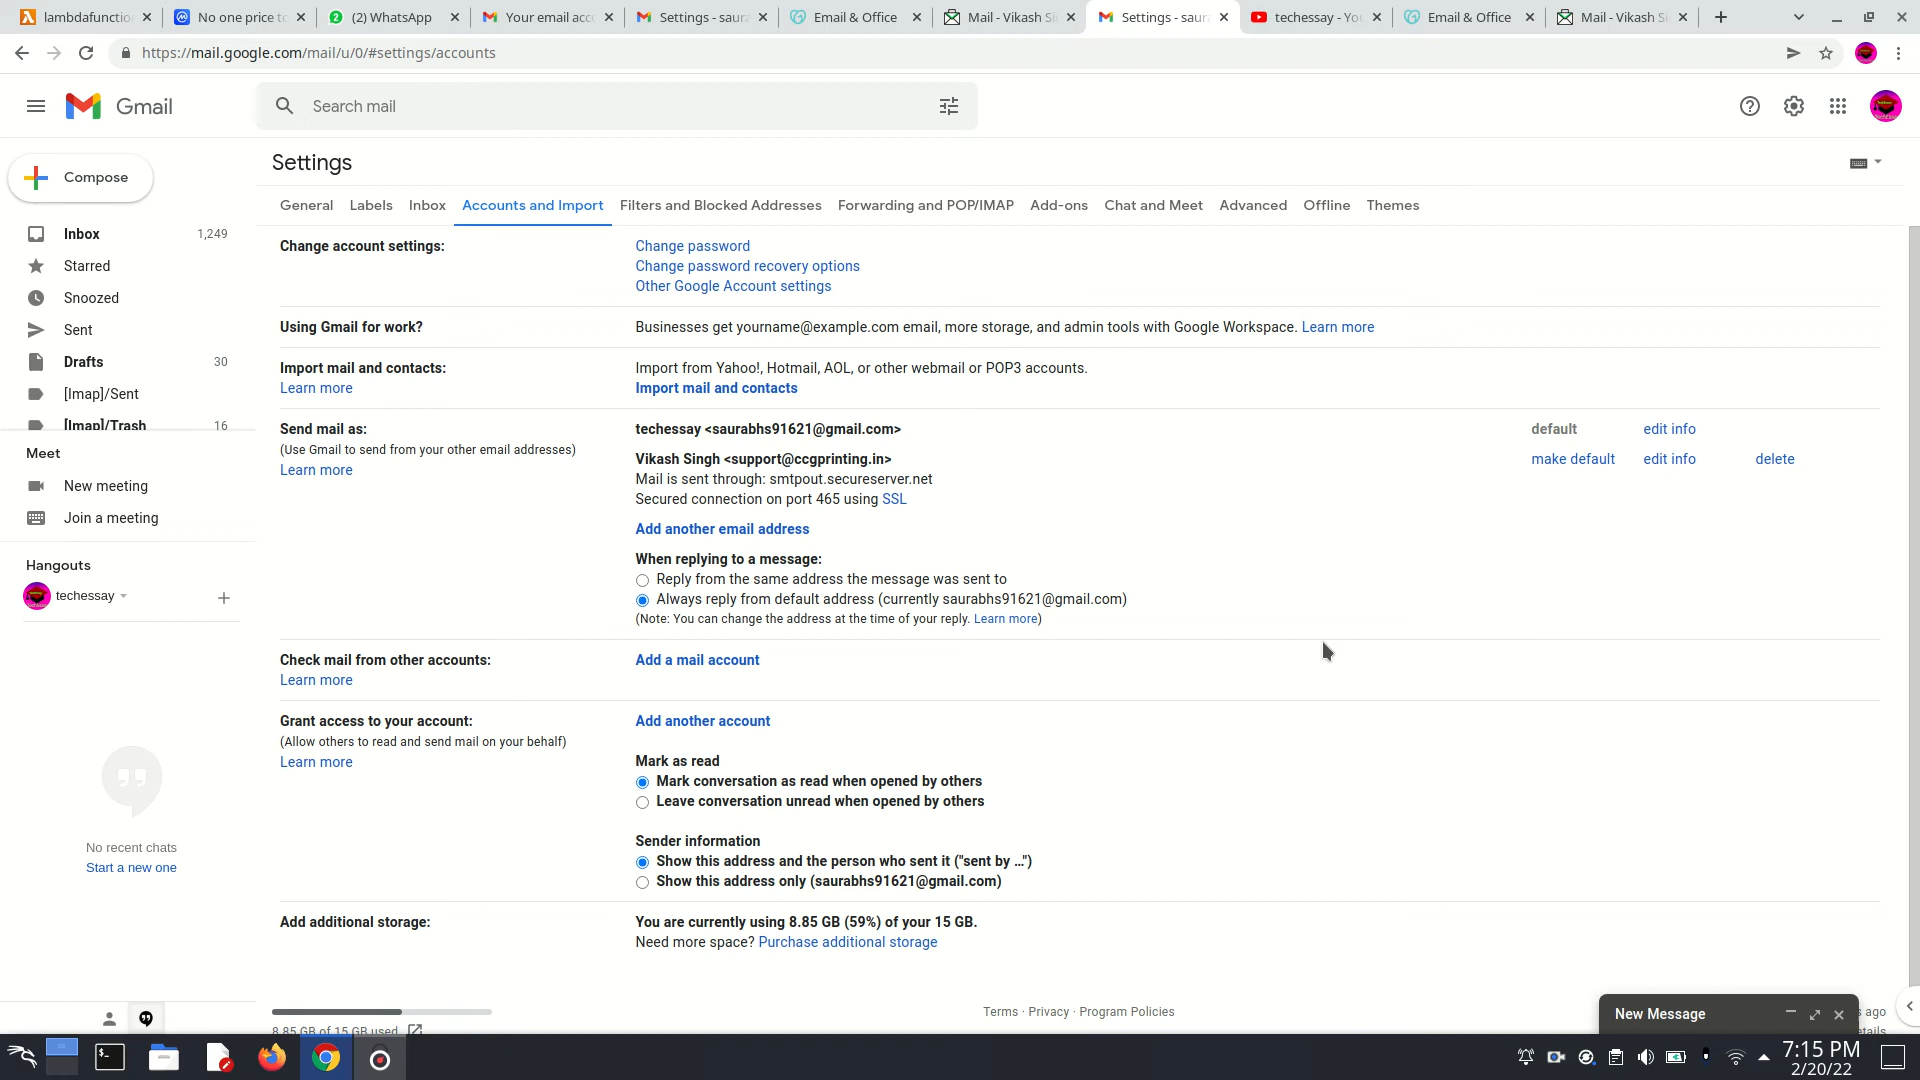 lambdafunctio
No one price to
(2) WhatsApp
Your email acc
Settings - saura
Email & Office
Mail - Vikash Si
Settings - saura
techessay - You
Email & Office
Mail - Vikash Si
https://mail.google.com/mail/u/0/#settings/accounts
Gmail
Search mail
Compose
Settings
General Labels Inbox Accounts and Import Filters and Blocked Addresses Forwarding and POP/IMAP Add-ons Chat and Meet Advanced Offline Themes
Inbox 1,249
Starred
Snoozed
Sent
Drafts 30
[Imap]/Sent
[Imap]/Trash 16
Meet
New meeting
Join a meeting
Hangouts
techessay
No recent chats
Start a new one
Change account settings:
Change password
Change password recovery options
Other Google Account settings
Using Gmail for work?
Businesses get yourname@example.com email, more storage, and admin tools with Google Workspace. Learn more
Import mail and contacts:
Learn more
Import from Yahoo!, Hotmail, AOL, or other webmail or POP3 accounts.
Import mail and contacts
Send mail as:
(Use Gmail to send from your other email addresses)
Learn more
techessay <saurabhs91621@gmail.com> default edit info
Vikash Singh <support@ccgprinting.in> make default edit info delete
Mail is sent through: smtpout.secureserver.net
Secured connection on port 465 using SSL
Add another email address
When replying to a message:
Reply from the same address the message was sent to
Always reply from default address (currently saurabhs91621@gmail.com)
(Note: You can change the address at the time of your reply. Learn more)
Check mail from other accounts:
Learn more
Add a mail account
Grant access to your account:
(Allow others to read and send mail on your behalf)
Learn more
Add another account
Mark as read
Mark conversation as read when opened by others
Leave conversation unread when opened by others
Sender information
Show this address and the person who sent it ("sent by ...")
Show this address only (saurabhs91621@gmail.com)
Add additional storage:
You are currently using 8.85 GB (59%) of your 15 GB.
Need more space? Purchase additional storage
8.85 GB of 15 GB used
Terms · Privacy · Program Policies
New Message
ago
etails
7:15 PM
2/20/22